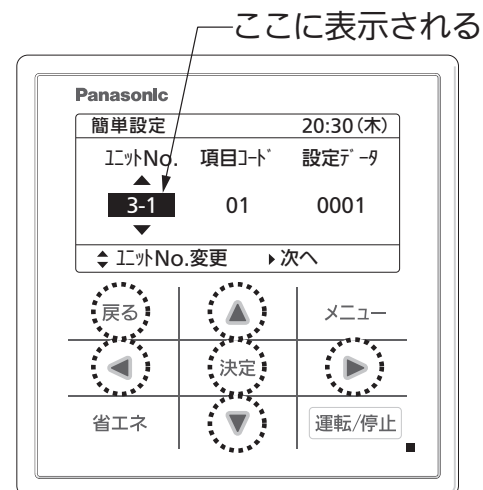 ここに表示される
Panasonic
簡単設定 20:30(木)
ﾕﾆｯﾄNo. 項目ｺｰﾄﾞ 設定ﾃﾞｰﾀ
3-1 01 0001
ﾕﾆｯﾄNo.変更 次へ
戻る メニュー
決定
省エネ 運転/停止